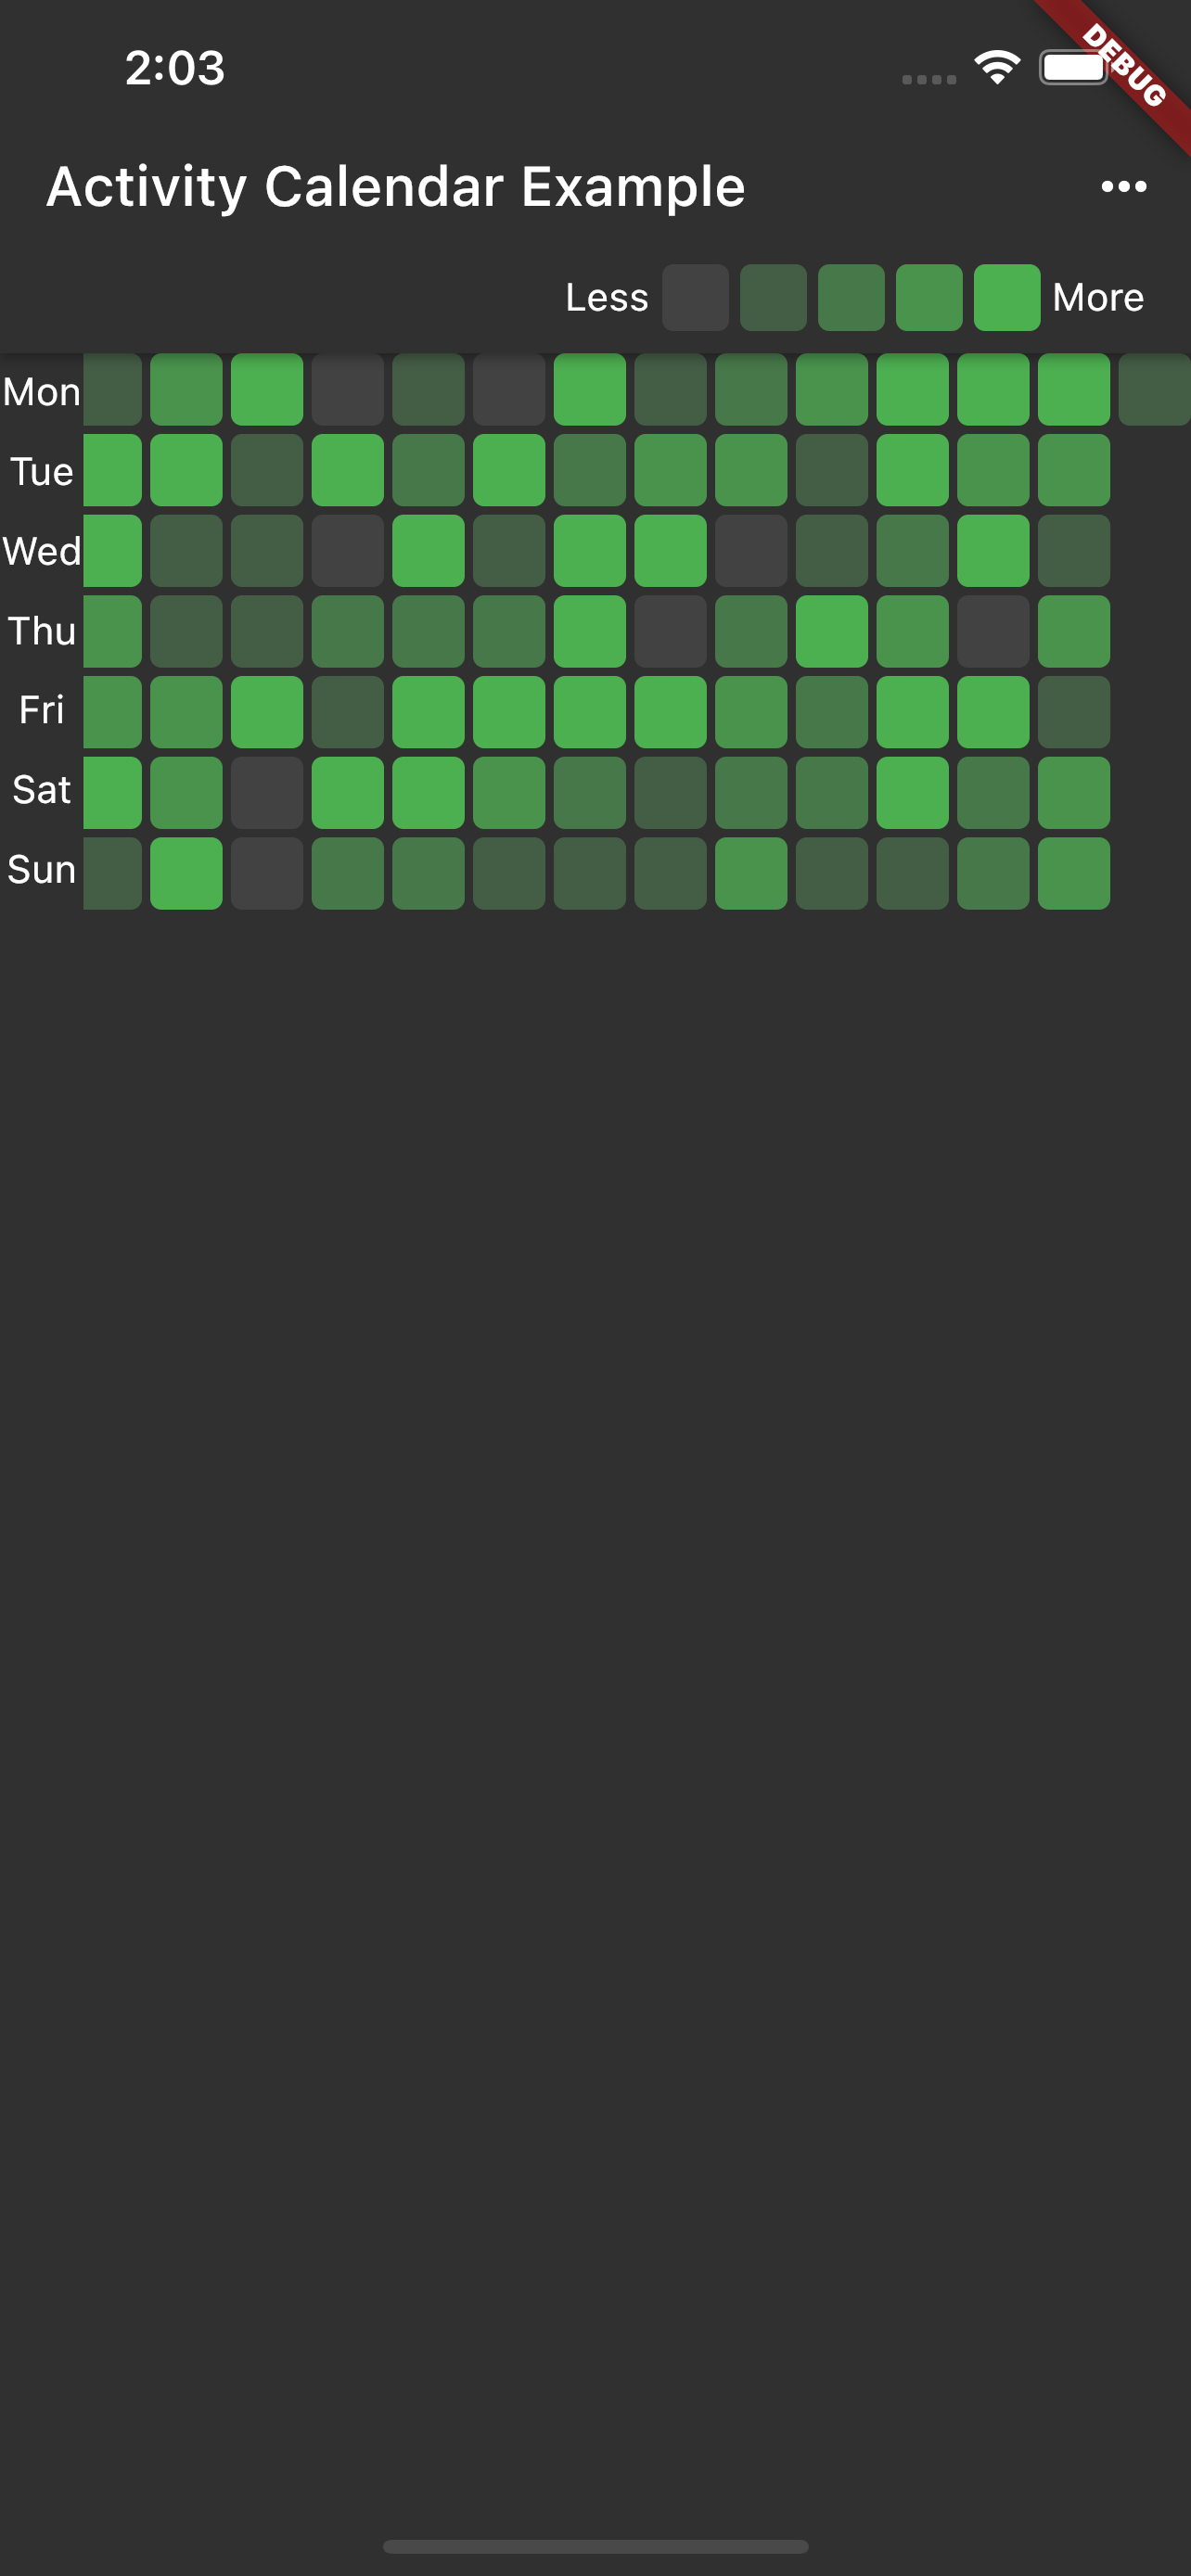 2:03
DEBUG
Activity Calendar Example
Less More
Mon
Tue
Wed
Thu
Fri
Sat
Sun